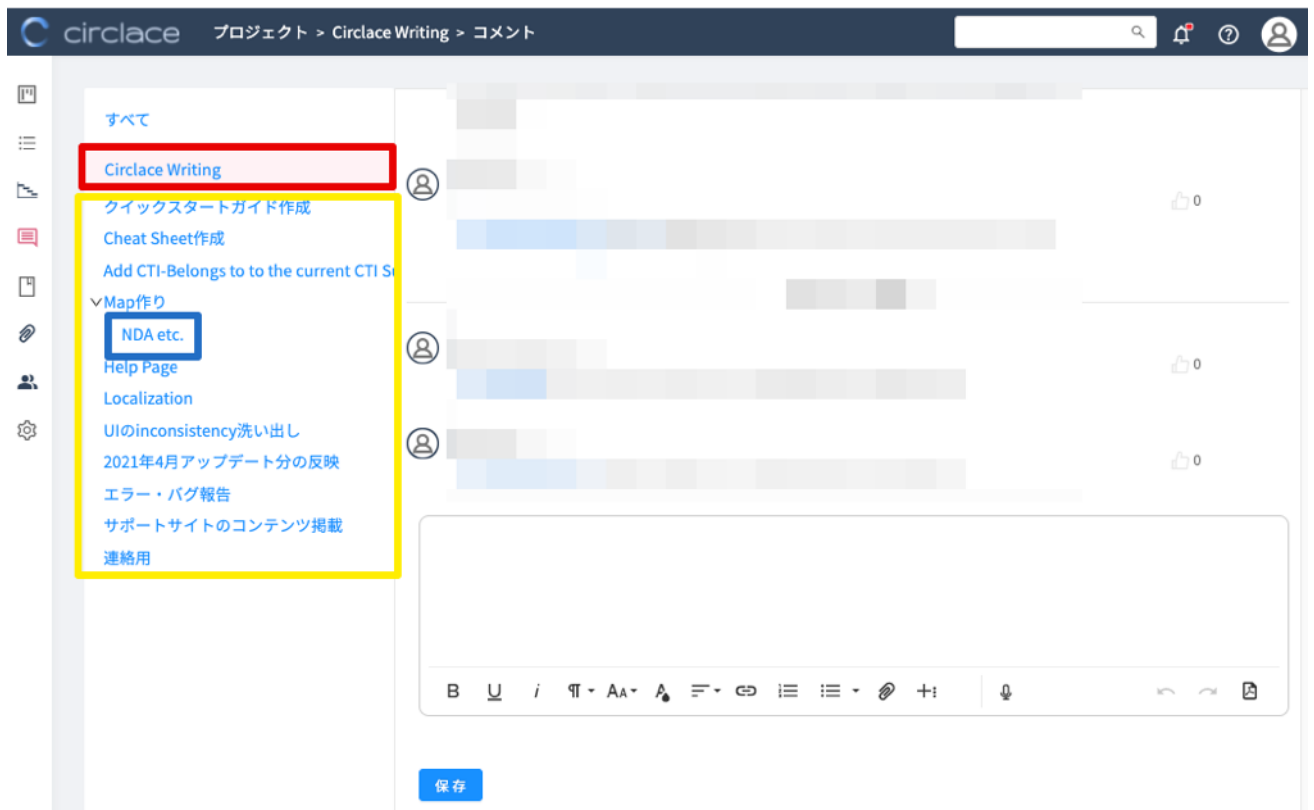 circlace プロジェクト > Circlace Writing > コメント
すべて
Circlace Writing
クイックスタートガイド作成
Cheat Sheet作成
Add CTI-Belongs to to the current CTI
Map作り
NDA etc.
Help Page
Localization
UIのinconsistency洗い出し
2021年4月アップデート分の反映
エラー・バグ報告
サポートサイトのコンテンツ掲載
連絡用
0
0
0
B U i ¶ AA A
保存